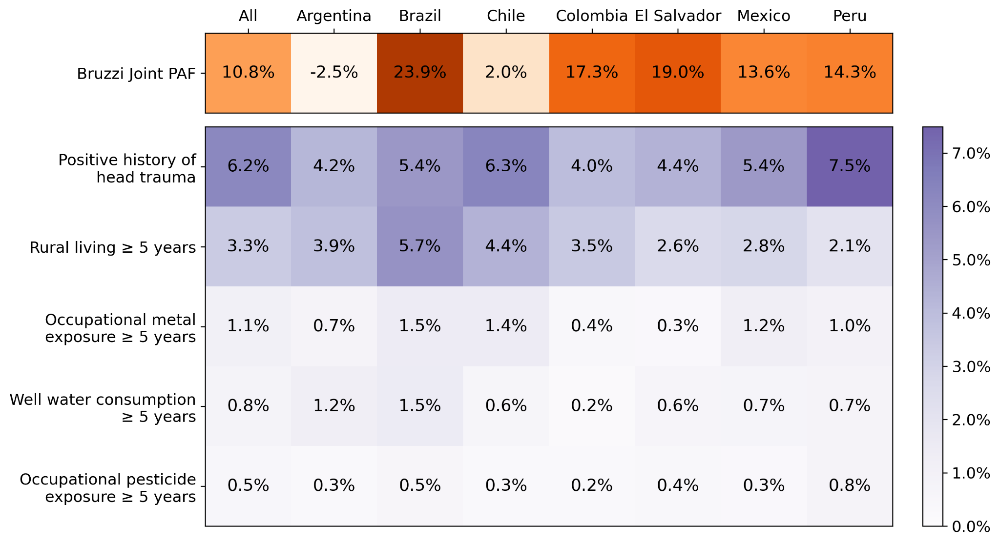 All Argentina Brazil Chile Colombia El Salvador Mexico Peru
Bruzzi Joint PAF 10.8% -2.5% 23.9% 2.0% 17.3% 19.0% 13.6% 14.3%
Positive history of
head trauma 6.2% 4.2% 5.4% 6.3% 4.0% 4.4% 5.4% 7.5%
Rural living ≥ 5 years 3.3% 3.9% 5.7% 4.4% 3.5% 2.6% 2.8% 2.1%
Occupational metal
exposure ≥ 5 years 1.1% 0.7% 1.5% 1.4% 0.4% 0.3% 1.2% 1.0%
Well water consumption
≥ 5 years 0.8% 1.2% 1.5% 0.6% 0.2% 0.6% 0.7% 0.7%
Occupational pesticide
exposure ≥ 5 years 0.5% 0.3% 0.5% 0.3% 0.2% 0.4% 0.3% 0.8%
7.0%
6.0%
5.0%
4.0%
3.0%
2.0%
1.0%
0.0%